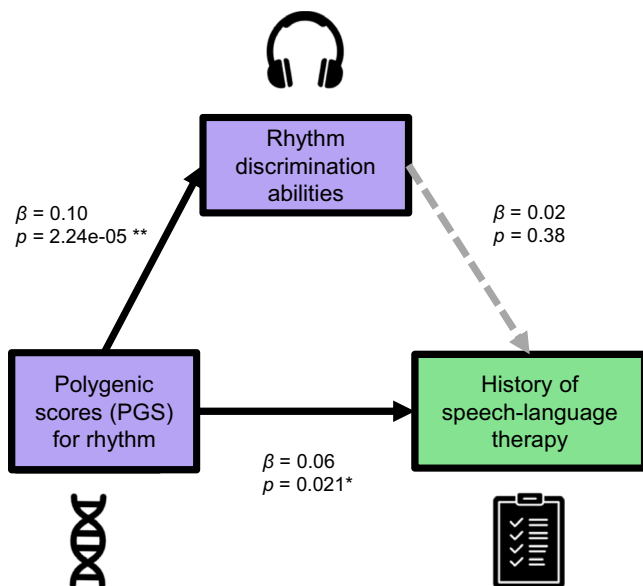 Rhythm
discrimination
abilities
β = 0.10
p = 2.24e-05 **
β = 0.02
p = 0.38
Polygenic
scores (PGS)
for rhythm
History of
speech-language
therapy
β = 0.06
p = 0.021*